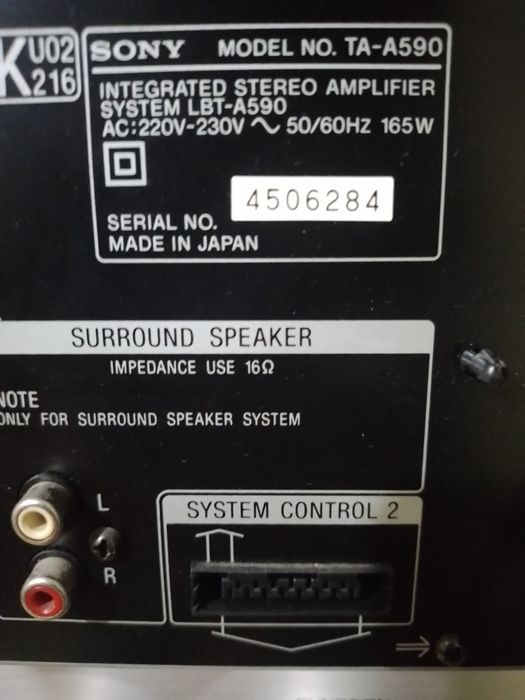 K U02
216
SONY MODEL NO. TA-A590
INTEGRATED STEREO AMPLIFIER
SYSTEM LBT-A590
AC:220V-230V ~ 50/60Hz 165W
SERIAL NO. 4506284
MADE IN JAPAN
SURROUND SPEAKER
IMPEDANCE USE 16Ω
NOTE
ONLY FOR SURROUND SPEAKER SYSTEM
L
R
SYSTEM CONTROL 2